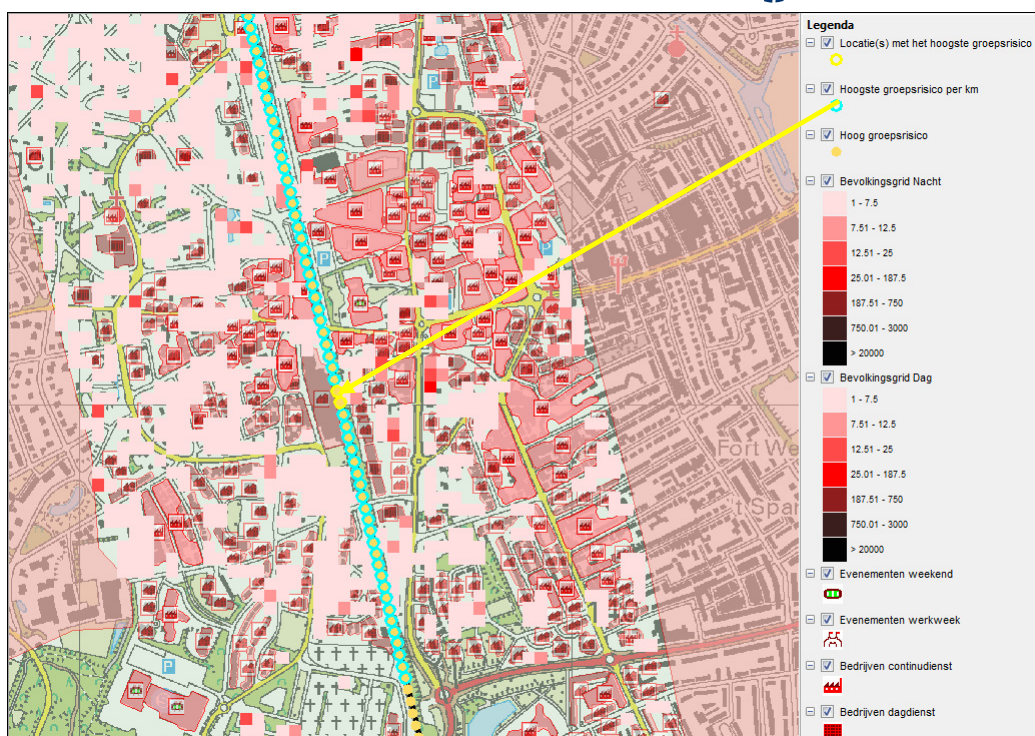 Legenda
Locatie(s) met het hoogste groepsrisico
Hoogste groepsrisico per km
Hoog groepsrisico
Bevolkingsgrid Nacht
1 - 7.5
7.51 - 12.5
12.51 - 25
25.01 - 187.5
187.51 - 750
750.01 - 3000
> 20000
Bevolkingsgrid Dag
1 - 7.5
7.51 - 12.5
12.51 - 25
25.01 - 187.5
187.51 - 750
750.01 - 3000
> 20000
Evenementen weekend
Evenementen werkweek
Bedrijven continudienst
Bedrijven dagdienst
P
P
P
P
Fort We
't Spar
P